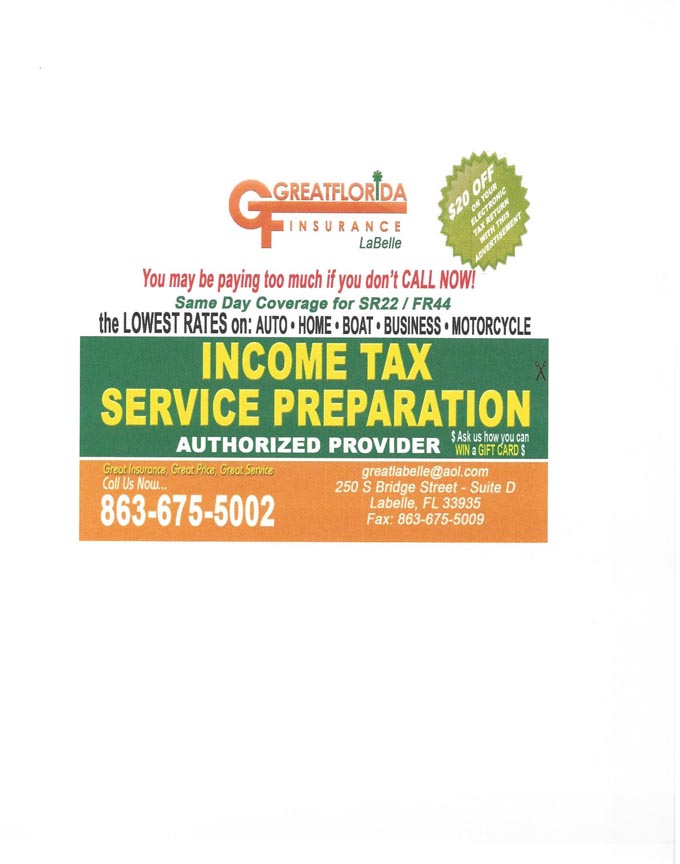 GREATFLORIDA
GF INSURANCE
LaBelle
$20 OFF
ON YOUR
ELECTRONIC
TAX RETURN
WITH THIS
ADVERTISEMENT
You may be paying too much if you don't CALL NOW!
Same Day Coverage for SR22 / FR44
the LOWEST RATES on: AUTO • HOME • BOAT • BUSINESS • MOTORCYCLE
INCOME TAX
SERVICE PREPARATION
AUTHORIZED PROVIDER
$ Ask us how you can
WIN a GIFT CARD $
Great Insurance, Great Price, Great Service
Call Us Now...
863-675-5002
greatlabelle@aol.com
250 S Bridge Street - Suite D
Labelle, FL 33935
Fax: 863-675-5009